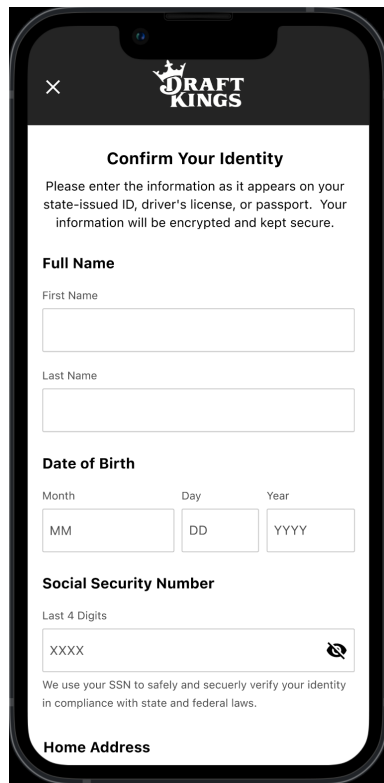 DRAFT
KINGS
Confirm Your Identity
Please enter the information as it appears on your
state-issued ID, driver's license, or passport. Your
information will be encrypted and kept secure.
Full Name
First Name
Last Name
Date of Birth
Month Day Year
MM DD YYYY
Social Security Number
Last 4 Digits
XXXX
We use your SSN to safely and secuerly verify your identity
in compliance with state and federal laws.
Home Address